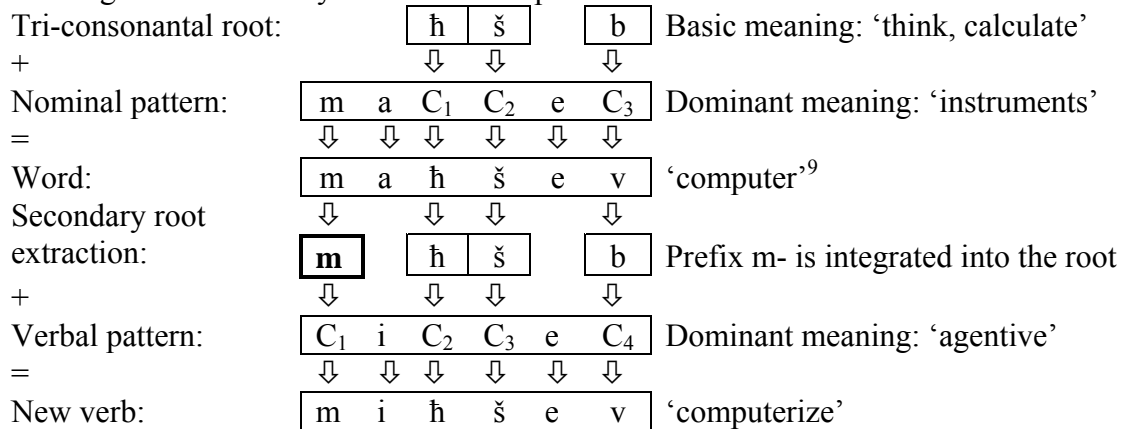 Tri-consonantal root: ħ š b Basic meaning: ‘think, calculate’
+ ⇩ ⇩ ⇩
Nominal pattern: m a C₁ C₂ e C₃ Dominant meaning: ‘instruments’
= ⇩ ⇩ ⇩ ⇩ ⇩ ⇩
Word: m a ħ š e v ‘computer’⁹
Secondary root ⇩ ⇩ ⇩ ⇩
extraction: m ħ š b Prefix m- is integrated into the root
+ ⇩ ⇩ ⇩ ⇩
Verbal pattern: C₁ i C₂ C₃ e C₄ Dominant meaning: ‘agentive’
= ⇩ ⇩ ⇩ ⇩ ⇩ ⇩
New verb: m i ħ š e v ‘computerize’